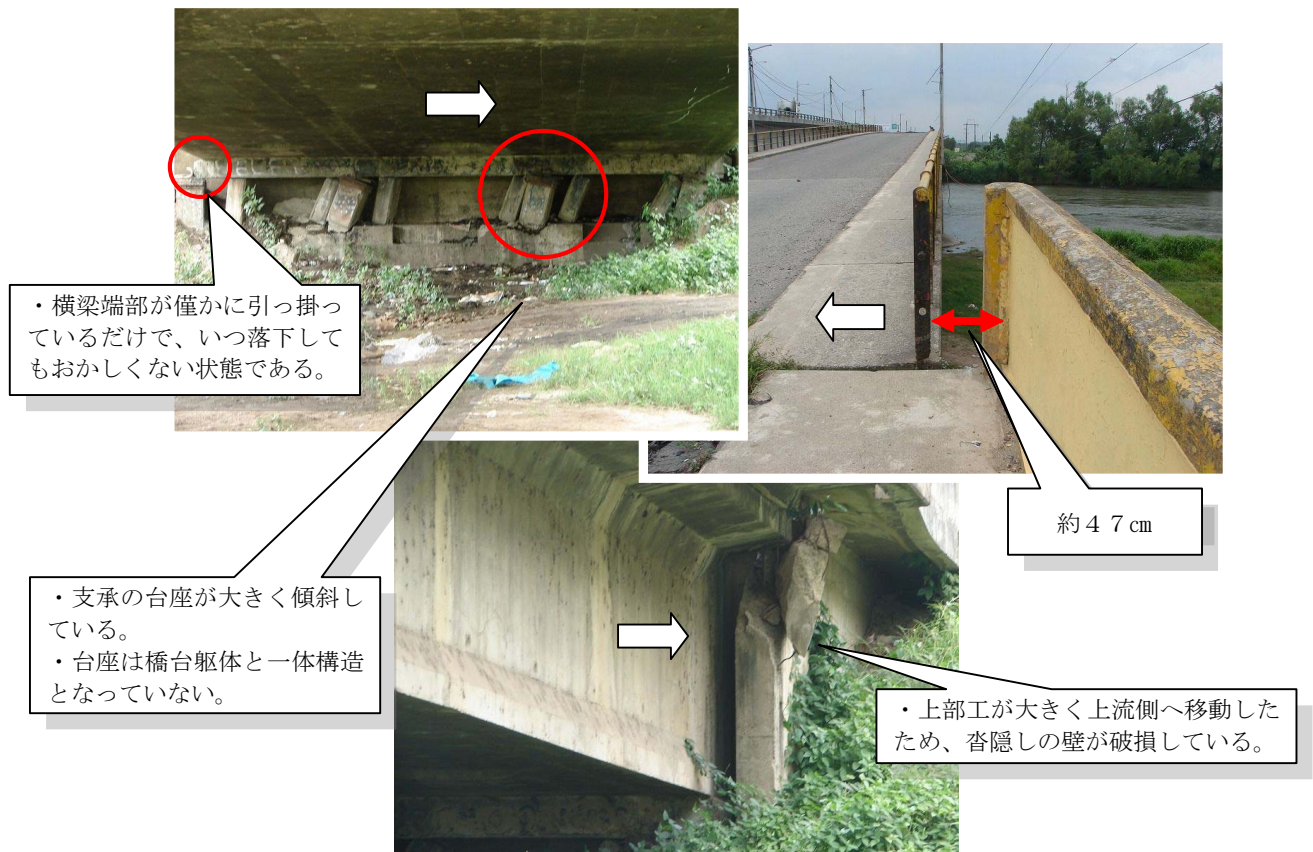 ・横梁端部が僅かに引っ掛っ
ているだけで、いつ落下して
もおかしくない状態である。
約４７㎝
・支承の台座が大きく傾斜し
ている。
・台座は橋台躯体と一体構造
となっていない。
・上部工が大きく上流側へ移動した
ため、沓隠しの壁が破損している。